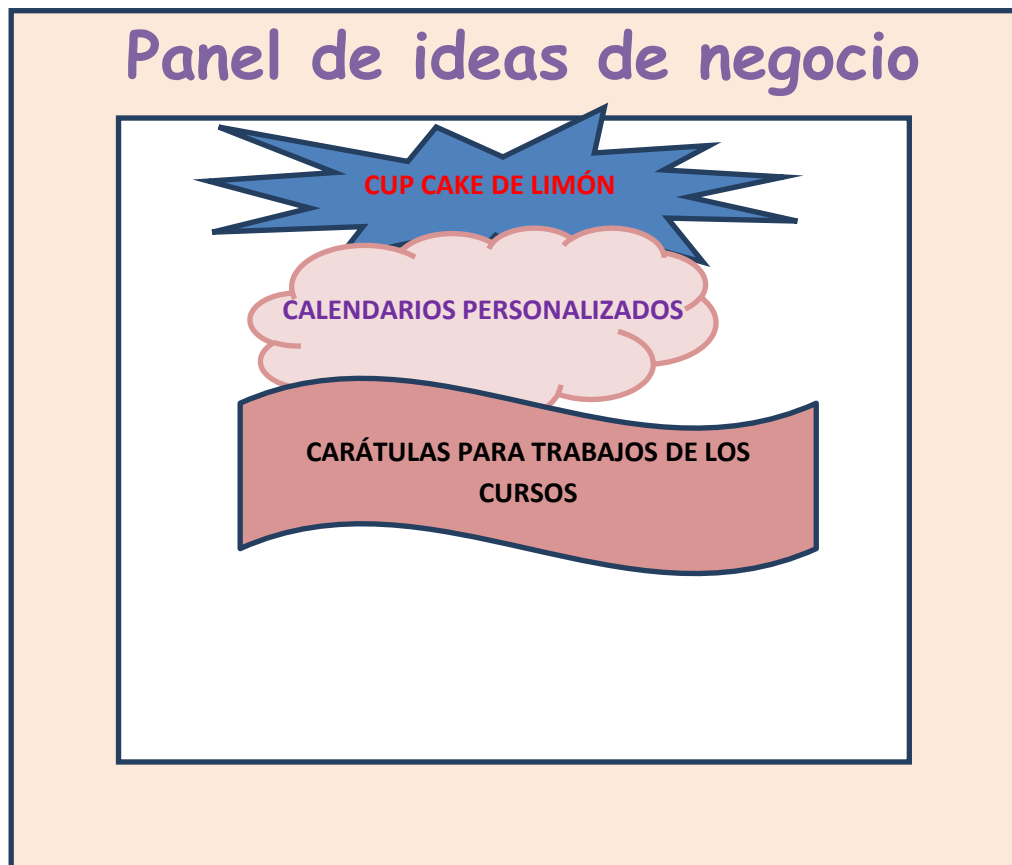 Panel de ideas de negocio
CUP CAKE DE LIMÓN
CALENDARIOS PERSONALIZADOS
CARÁTULAS PARA TRABAJOS DE LOS
CURSOS